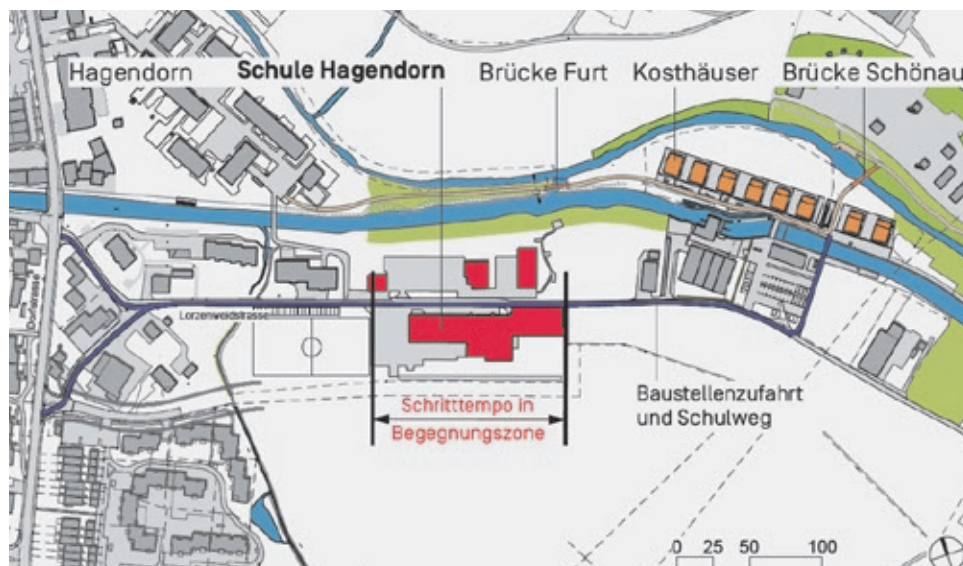 Hagendorn
Schule Hagendorn
Brücke Furt
Kosthäuser
Brücke Schönau
Dorfstrasse
Lorzenweidstrasse
Schritttempo in
Begegnungszone
Baustellenzufahrt
und Schulweg
0 25 50 100